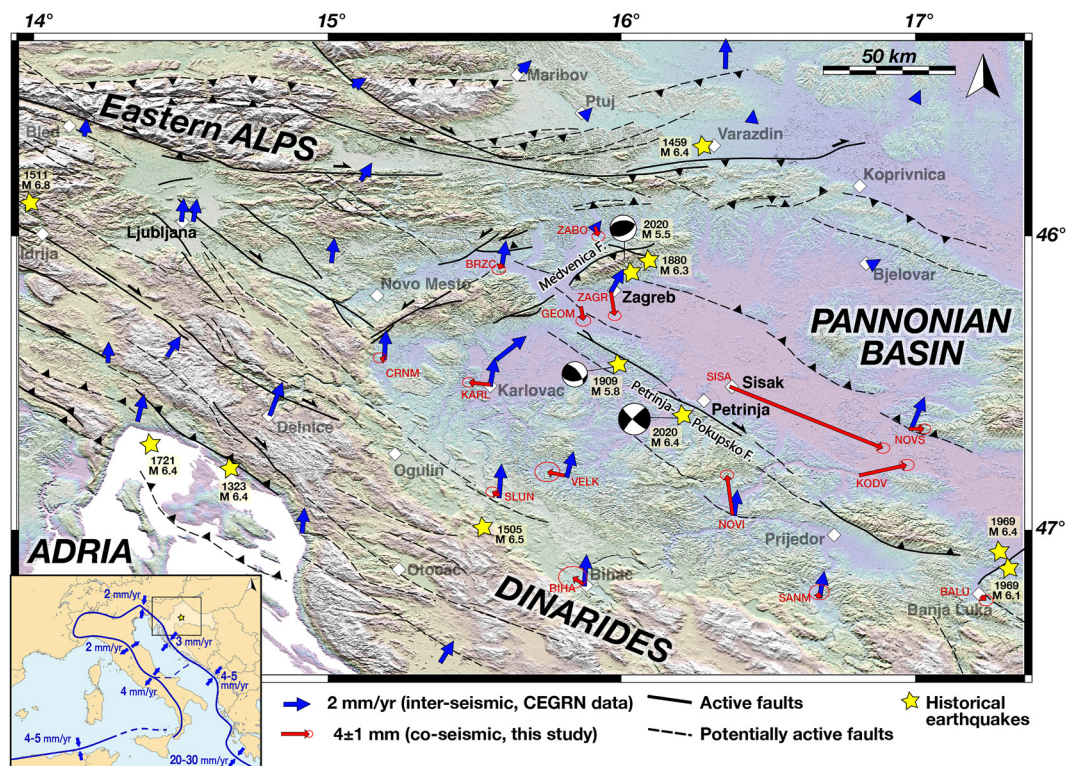 14°
15°
16°
17°
50 km
Maribov
Ptuj
Eastern ALPS
Bled
Varazdin
1459
M 6.4
Koprivnica
1511
M 6.8
Ljubljana
Idrija
ZABO
2020
M 5.5
46°
BRZC
Medvenica F.
1880
M 6.3
Bjelovar
Novo Mesto
ZAGR
Zagreb
GEOM
PANNONIAN
BASIN
CRNM
KARL
Karlovac
1909
M 5.8
SISA
Sisak
Petrinja
Petrinja-
Pokupsko F.
Delnice
2020
M 6.4
NOVS
1721
M 6.4
1323
M 6.4
Ogulin
SLUN
VELK
KODV
NOVI
1505
M 6.5
Prijedor
47°
1969
M 6.4
ADRIA
Otocac
BIHA
Bihac
DINARIDES
SANM
BALU
1969
M 6.1
Banja Luka
2 mm/yr
3 mm/yr
2 mm/yr
4 mm/yr
4-5
mm/yr
4-5 mm/yr
20-30 mm/yr
2 mm/yr (inter-seismic, CEGRN data)
4±1 mm (co-seismic, this study)
Active faults
Potentially active faults
Historical
earthquakes